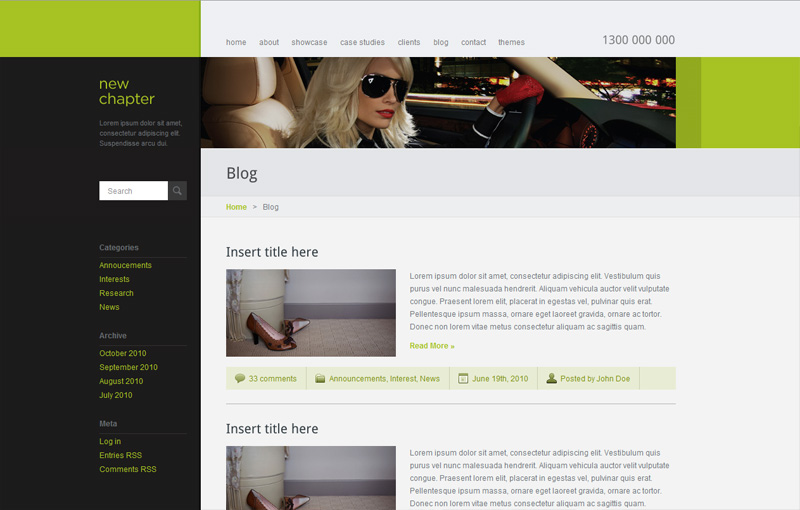 home about showcase case studies clients blog contact themes
1300 000 000
new
chapter
Lorem ipsum dolor sit amet,
consectetur adipiscing elit.
Suspendisse arcu dui.
Search
Categories
Annoucements
Interests
Research
News
Archive
October 2010
September 2010
August 2010
July 2010
Meta
Log in
Entries RSS
Comments RSS
Blog
Home > Blog
Insert title here
Lorem ipsum dolor sit amet, consectetur adipiscing elit. Vestibulum quis
purus vel nunc malesuada hendrerit. Aliquam vehicula auctor velit vulputate
congue. Praesent lorem elit, placerat in egestas vel, pulvinar quis erat.
Pellentesque ipsum massa, ornare eget laoreet gravida, ornare ac tortor.
Donec non lorem vitae metus consectetur aliquam ac sagittis quam.
Read More »
33 comments Announcements, Interest, News June 19th, 2010 Posted by John Doe
Insert title here
Lorem ipsum dolor sit amet, consectetur adipiscing elit. Vestibulum quis
purus vel nunc malesuada hendrerit. Aliquam vehicula auctor velit vulputate
congue. Praesent lorem elit, placerat in egestas vel, pulvinar quis erat.
Pellentesque ipsum massa, ornare eget laoreet gravida, ornare ac tortor.
Donec non lorem vitae metus consectetur aliquam ac sagittis quam.